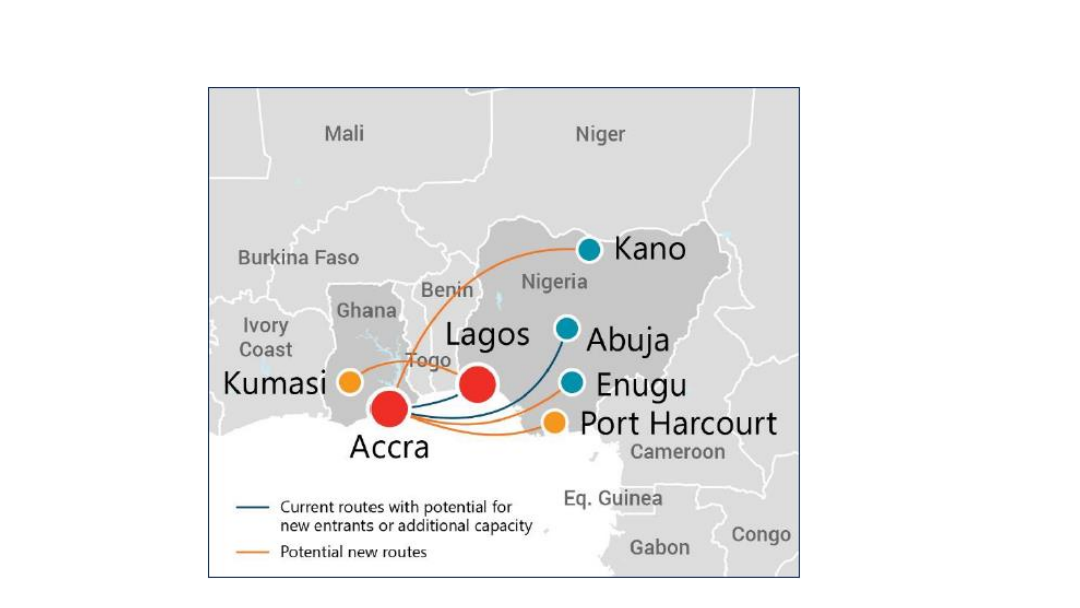 Mali
Niger
Kano
Burkina Faso
Nigeria
Benin
Ghana
Ivory
Coast
Lagos
Abuja
Togo
Kumasi
Enugu
Port Harcourt
Accra
Cameroon
Eq. Guinea
Current routes with potential for
new entrants or additional capacity
Congo
Gabon
Potential new routes